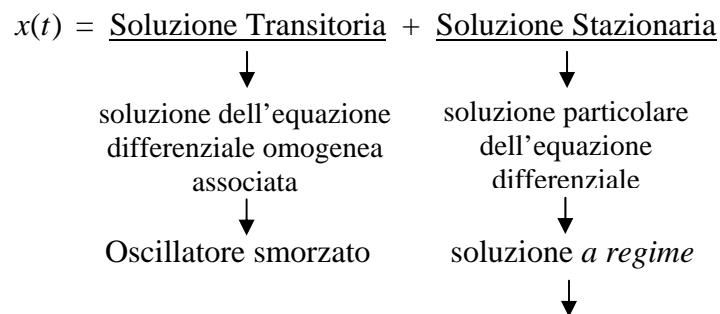 x(t) = Soluzione Transitoria + Soluzione Stazionaria
soluzione dell'equazione
differenziale omogenea
associata
soluzione particolare
dell'equazione
differenziale
Oscillatore smorzato
soluzione a regime